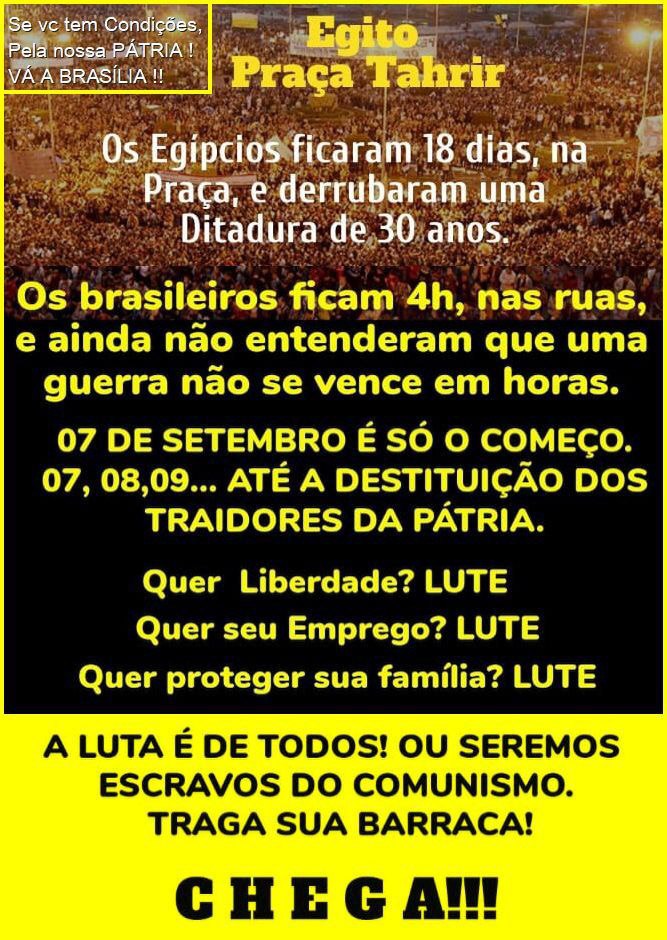 Se vc tem Condições,
Pela nossa PÁTRIA !
VÁ A BRASÍLIA !!
Egito
Praça Tahrir
Os Egípcios ficaram 18 dias, na
Praça, e derrubaram uma
Ditadura de 30 anos.
Os brasileiros ficam 4h, nas ruas,
e ainda não entenderam que uma
guerra não se vence em horas.
07 DE SETEMBRO É SÓ O COMEÇO.
07, 08,09... ATÉ A DESTITUIÇÃO DOS
TRAIDORES DA PÁTRIA.
Quer Liberdade? LUTE
Quer seu Emprego? LUTE
Quer proteger sua família? LUTE
A LUTA É DE TODOS! OU SEREMOS
ESCRAVOS DO COMUNISMO.
TRAGA SUA BARRACA!
C H E G A!!!